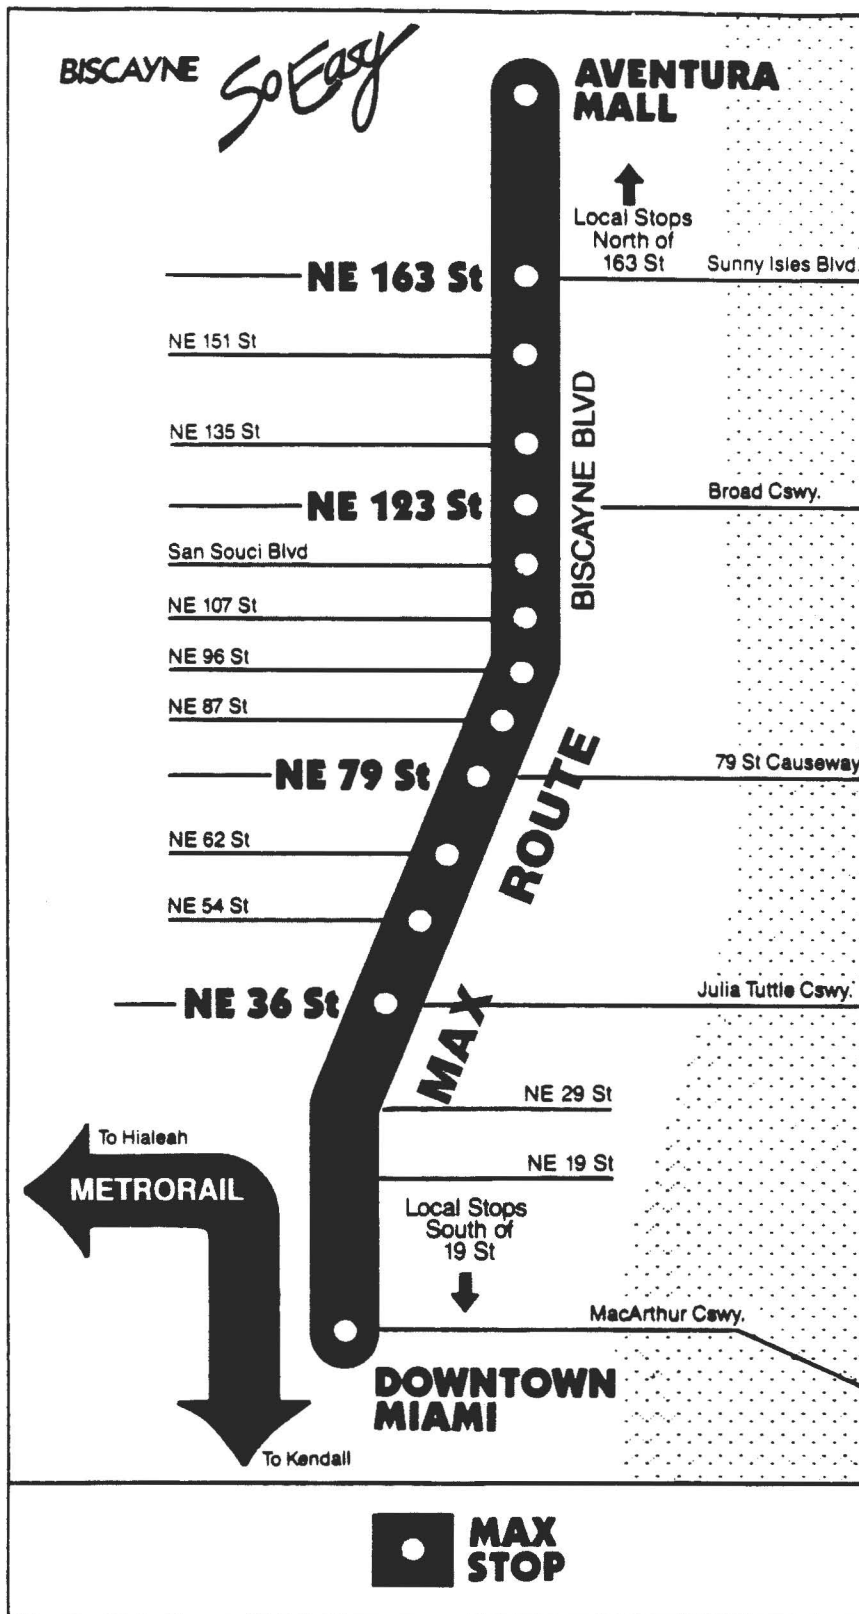 BISCAYNE So Easy
AVENTURA
MALL
Local Stops
North of
163 St
Sunny Isles Blvd.
NE 163 St
NE 151 St
NE 135 St
BISCAYNE BLVD
NE 123 St
Broad Cswy.
San Souci Blvd
NE 107 St
NE 96 St
NE 87 St
NE 79 St
79 St Causeway
NE 62 St
NE 54 St
MAX ROUTE
NE 36 St
Julia Tuttle Cswy.
NE 29 St
NE 19 St
To Hialeah
METRORAIL
Local Stops
South of
19 St
MacArthur Cswy.
DOWNTOWN
MIAMI
To Kendall
MAX
STOP